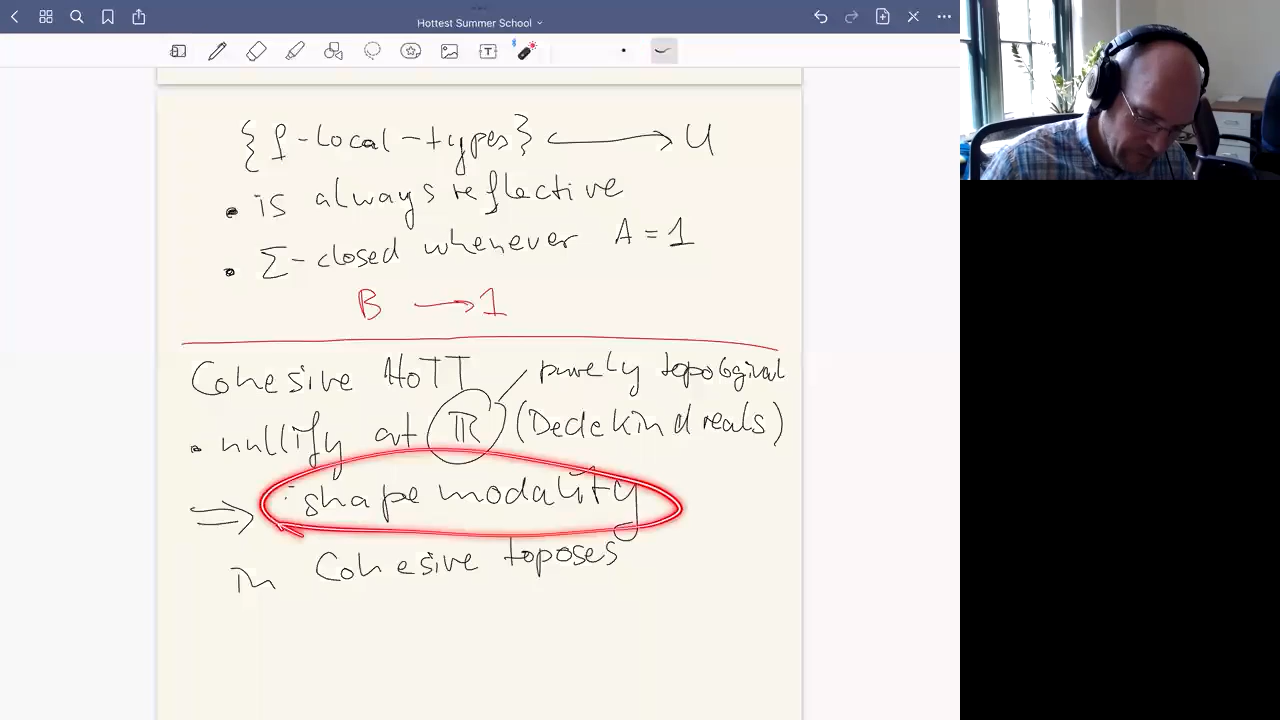 Hottest Summer School
{f-local-types} ⟶ U
• is always reflective
• Σ-closed whenever A = 1
B ⟶ 1
Cohesive HoTT
purely topological
• nullify at ℝ (Dedekind reals)
⇒ shape modality
in Cohesive toposes